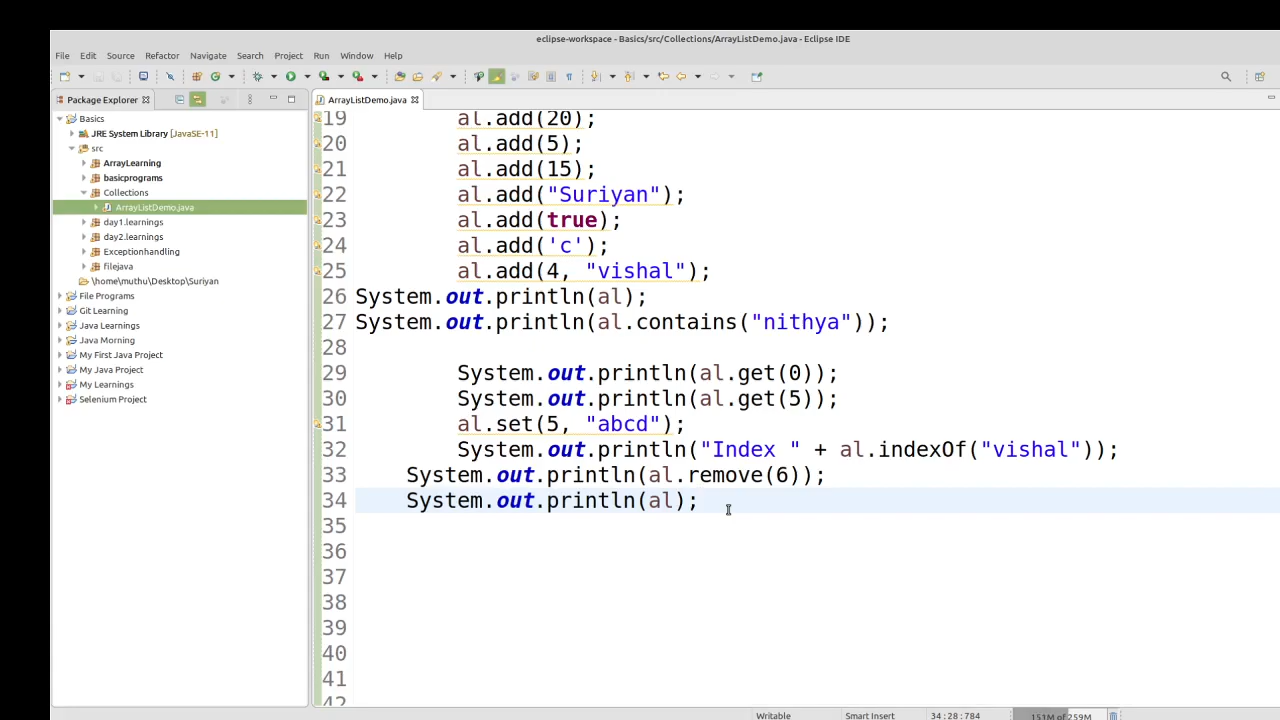 eclipse-workspace - Basics/src/Collections/ArrayListDemo.java - Eclipse IDE
File Edit Source Refactor Navigate Search Project Run Window Help
Package Explorer
ArrayListDemo.java
Basics
JRE System Library [JavaSE-11]
src
ArrayLearning
basicprograms
Collections
ArrayListDemo.java
day1.learnings
day2.learnings
Exceptionhandling
filejava
\home\muthu\Desktop\Suriyan
File Programs
Git Learning
Java Learnings
Java Morning
My First Java Project
My Java Project
My Learnings
Selenium Project
19 al.add(20);
20 al.add(5);
21 al.add(15);
22 al.add("Suriyan");
23 al.add(true);
24 al.add('c');
25 al.add(4, "vishal");
26 System.out.println(al);
27 System.out.println(al.contains("nithya"));
28
29 System.out.println(al.get(0));
30 System.out.println(al.get(5));
31 al.set(5, "abcd");
32 System.out.println("Index " + al.indexOf("vishal"));
33 System.out.println(al.remove(6));
34 System.out.println(al);
35
36
37
38
39
40
41
42
Writable Smart Insert 34:28:784 151M of 259M